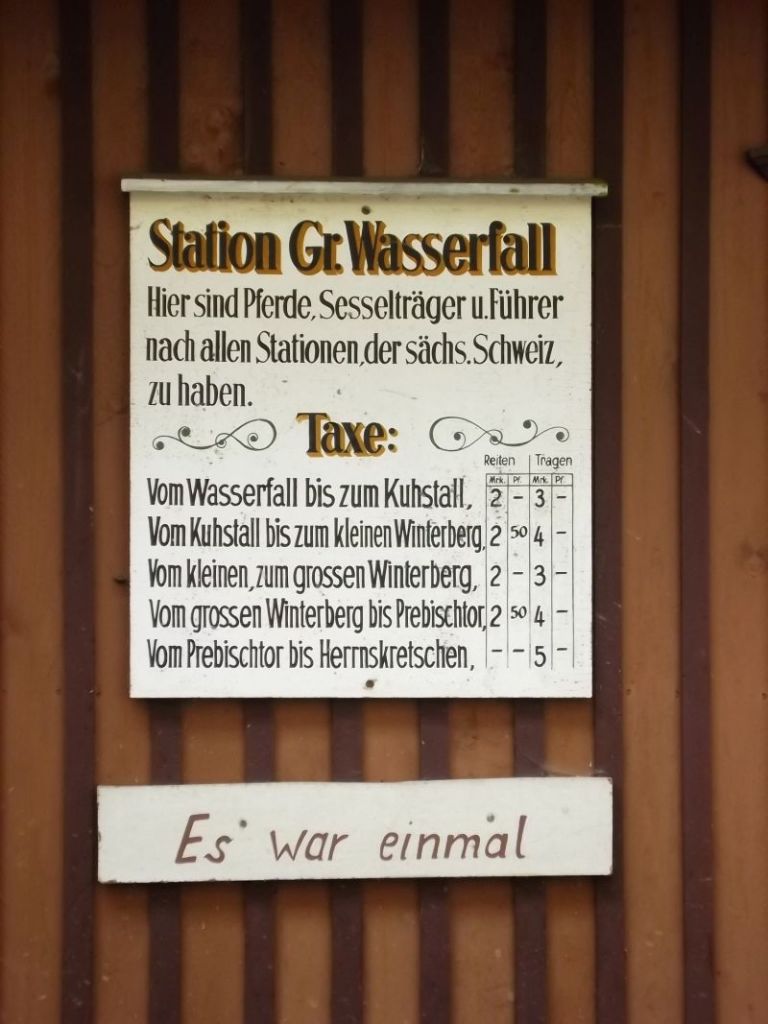 Station Gr. Wasserfall
Hier sind Pferde, Sesselträger u. Führer
nach allen Stationen, der sächs. Schweiz,
zu haben.
Taxe:
Reiten Tragen
Mrk. Pf. Mrk. Pf.
Vom Wasserfall bis zum Kuhstall, 2 – 3 –
Vom Kuhstall bis zum kleinen Winterberg, 2 50 4 –
Vom kleinen, zum grossen Winterberg, 2 – 3 –
Vom grossen Winterberg bis Prebischtor, 2 50 4 –
Vom Prebischtor bis Herrnskretschen, – – 5 –
Es war einmal